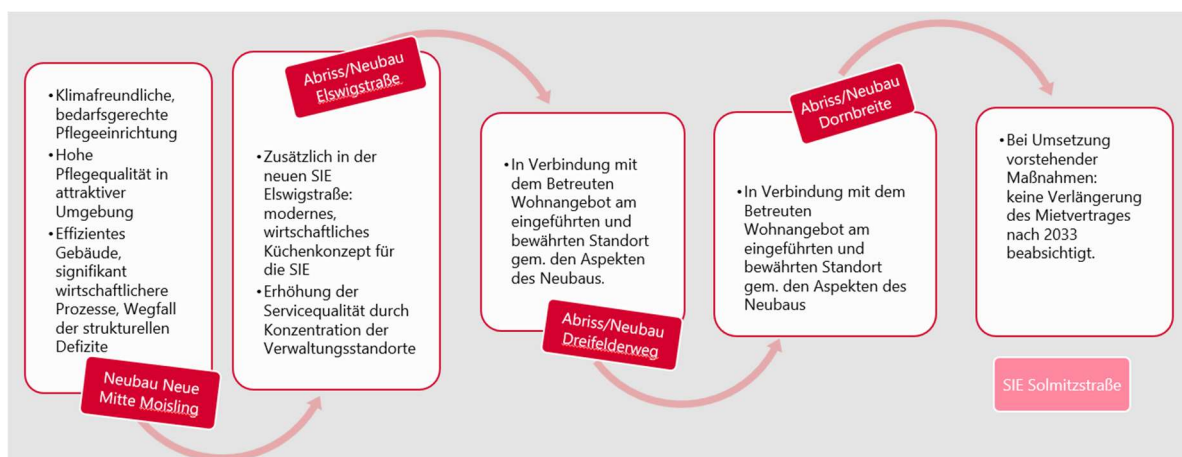 •Klimafreundliche,
bedarfsgerechte
Pflegeeinrichtung
•Hohe
Pflegequalität in
attraktiver
Umgebung
•Effizientes
Gebäude,
signifikant
wirtschaftlichere
Prozesse, Wegfall
der strukturellen
Defizite
Neubau Neue
Mitte Moisling
Abriss/Neubau
Elswigstraße
•Zusätzlich in der
neuen SIE
Elswigstraße:
modernes,
wirtschaftliches
Küchenkonzept für
die SIE
•Erhöhung der
Servicequalität durch
Konzentration der
Verwaltungsstandorte
•In Verbindung mit
dem Betreuten
Wohnangebot am
eingeführten und
bewährten Standort
gem. den Aspekten
des Neubaus.
Abriss/Neubau
Dreifelderweg
Abriss/Neubau
Dornbreite
•In Verbindung mit dem
Betreuten
Wohnangebot am
eingeführten und
bewährten Standort
gem. den Aspekten des
Neubaus
•Bei Umsetzung
vorstehender
Maßnahmen:
keine Verlängerung
des Mietvertrages
nach 2033
beabsichtigt.
SIE Solmitzstraße